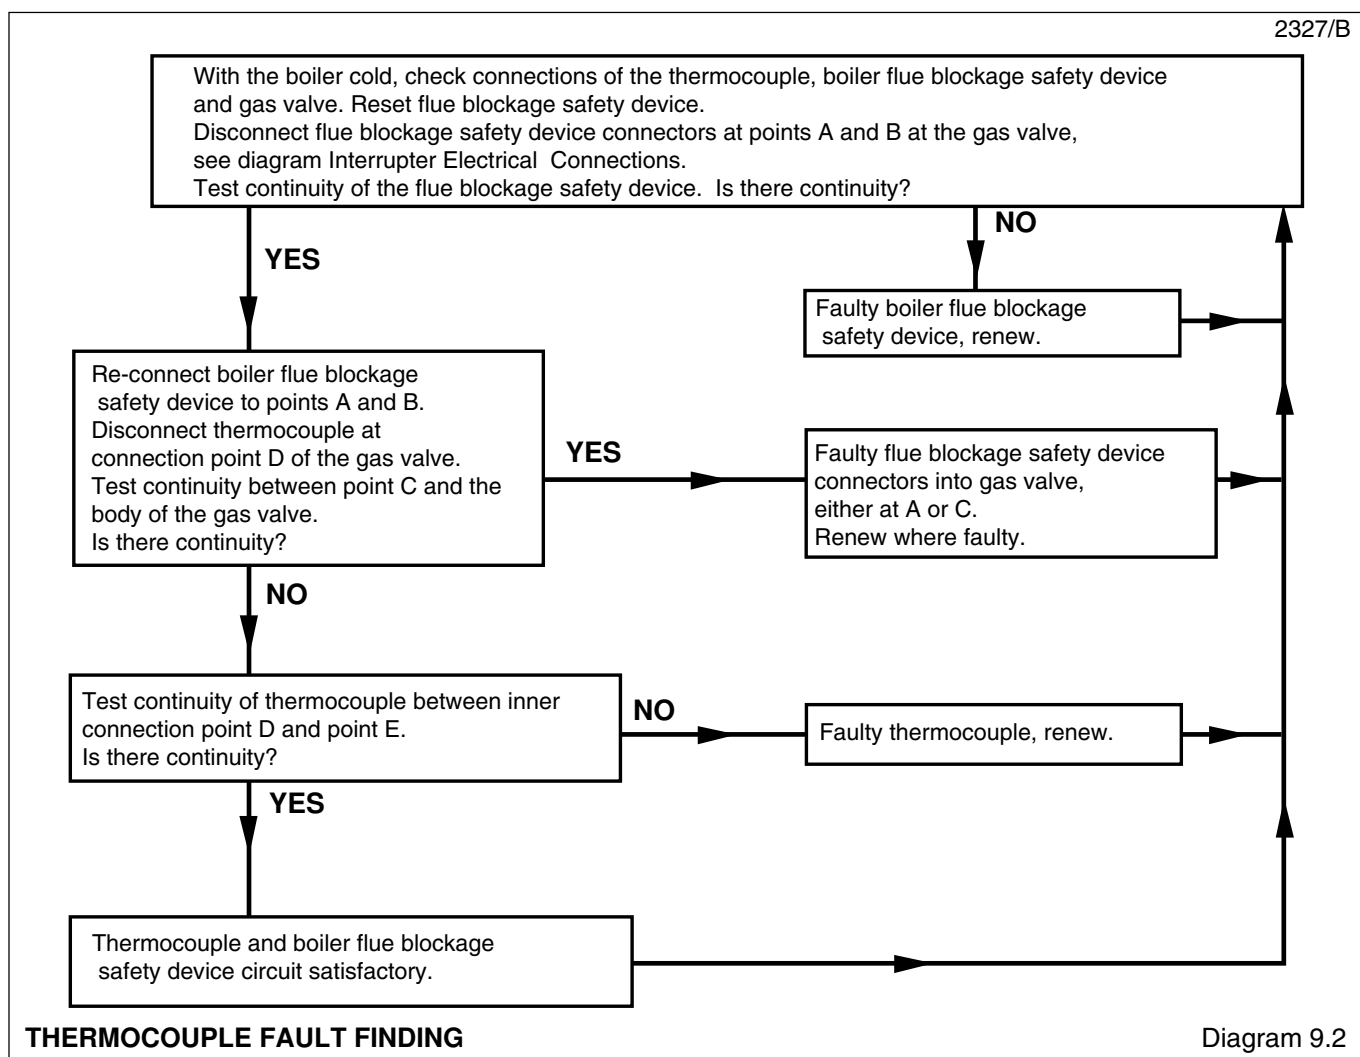 2327/B
With the boiler cold, check connections of the thermocouple, boiler flue blockage safety device
and gas valve. Reset flue blockage safety device.
Disconnect flue blockage safety device connectors at points A and B at the gas valve,
see diagram Interrupter Electrical Connections.
Test continuity of the flue blockage safety device. Is there continuity?
NO
YES
Faulty boiler flue blockage
safety device, renew.
Re-connect boiler flue blockage
safety device to points A and B.
Disconnect thermocouple at
connection point D of the gas valve.
Test continuity between point C and the
body of the gas valve.
Is there continuity?
YES
Faulty flue blockage safety device
connectors into gas valve,
either at A or C.
Renew where faulty.
NO
Test continuity of thermocouple between inner
connection point D and point E.
Is there continuity?
NO
Faulty thermocouple, renew.
YES
Thermocouple and boiler flue blockage
safety device circuit satisfactory.
THERMOCOUPLE FAULT FINDING
Diagram 9.2